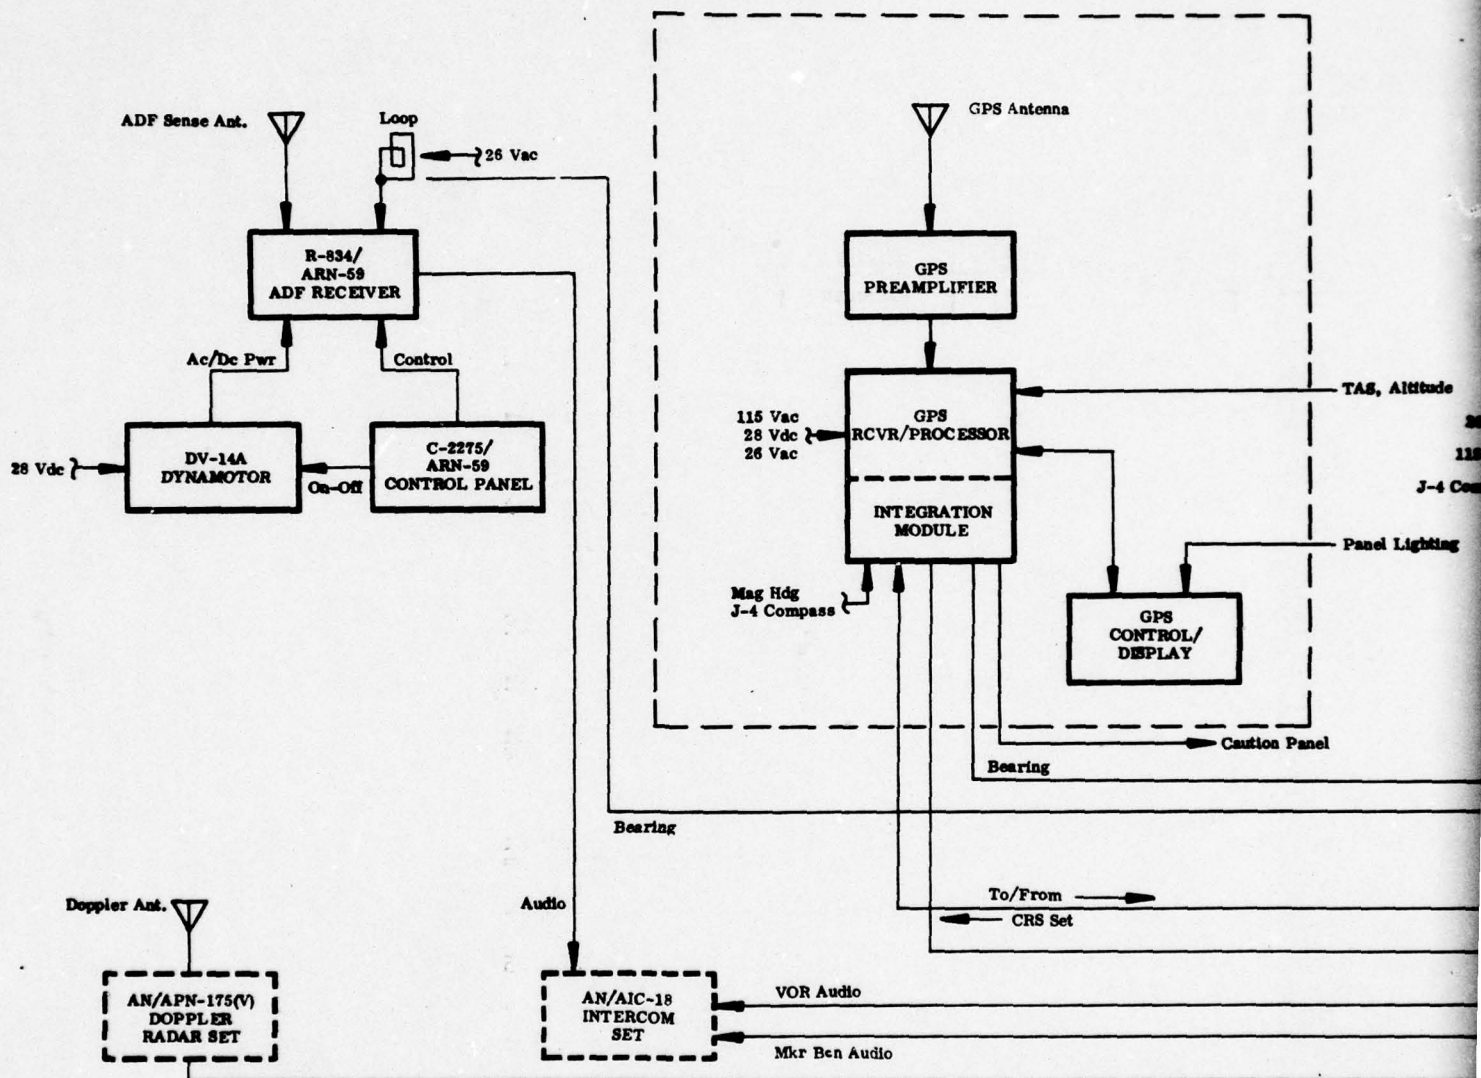 ADF Sense Ant.
Loop
26 Vac
R-834/
ARN-59
ADF RECEIVER
Ac/Dc Pwr
Control
28 Vdc
DV-14A
DYNAMOTOR
On-Off
C-2275/
ARN-59
CONTROL PANEL
GPS Antenna
GPS
PREAMPLIFIER
115 Vac
28 Vdc
26 Vac
GPS
RCVR/PROCESSOR
INTEGRATION
MODULE
TAS, Altitude
J-4
Panel Lighting
Mag Hdg
J-4 Compass
GPS
CONTROL/
DISPLAY
Caution Panel
Bearing
Bearing
To/From
CRS Set
Doppler Ant.
AN/APN-175(V)
DOPPLER
RADAR SET
Audio
AN/AIC-18
INTERCOM
SET
VOR Audio
Mkr Bcn Audio